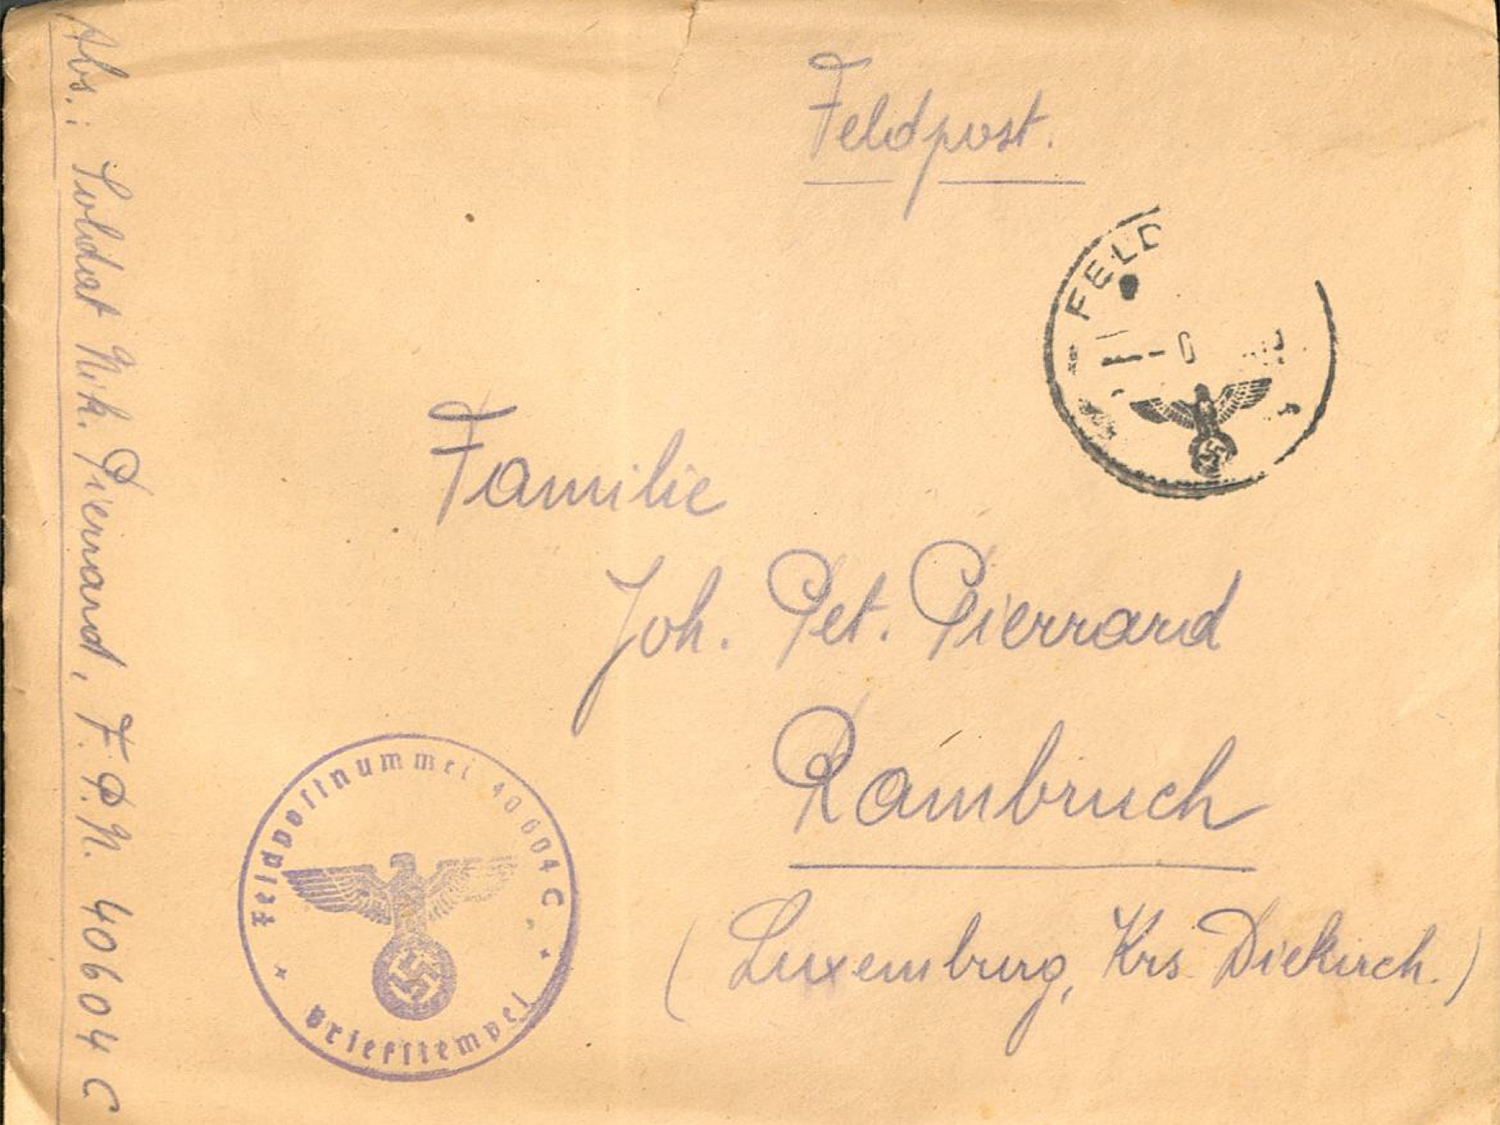 Abs.: Soldat Nik. Pierrard, F.P.N. 40604 C
Feldpost.
FELD
Familie
Joh. Pet. Pierrard
Rambruch
(Luxemburg, Krs. Diekirch.)
Feldpostnummer 40604 C
Briefstempel